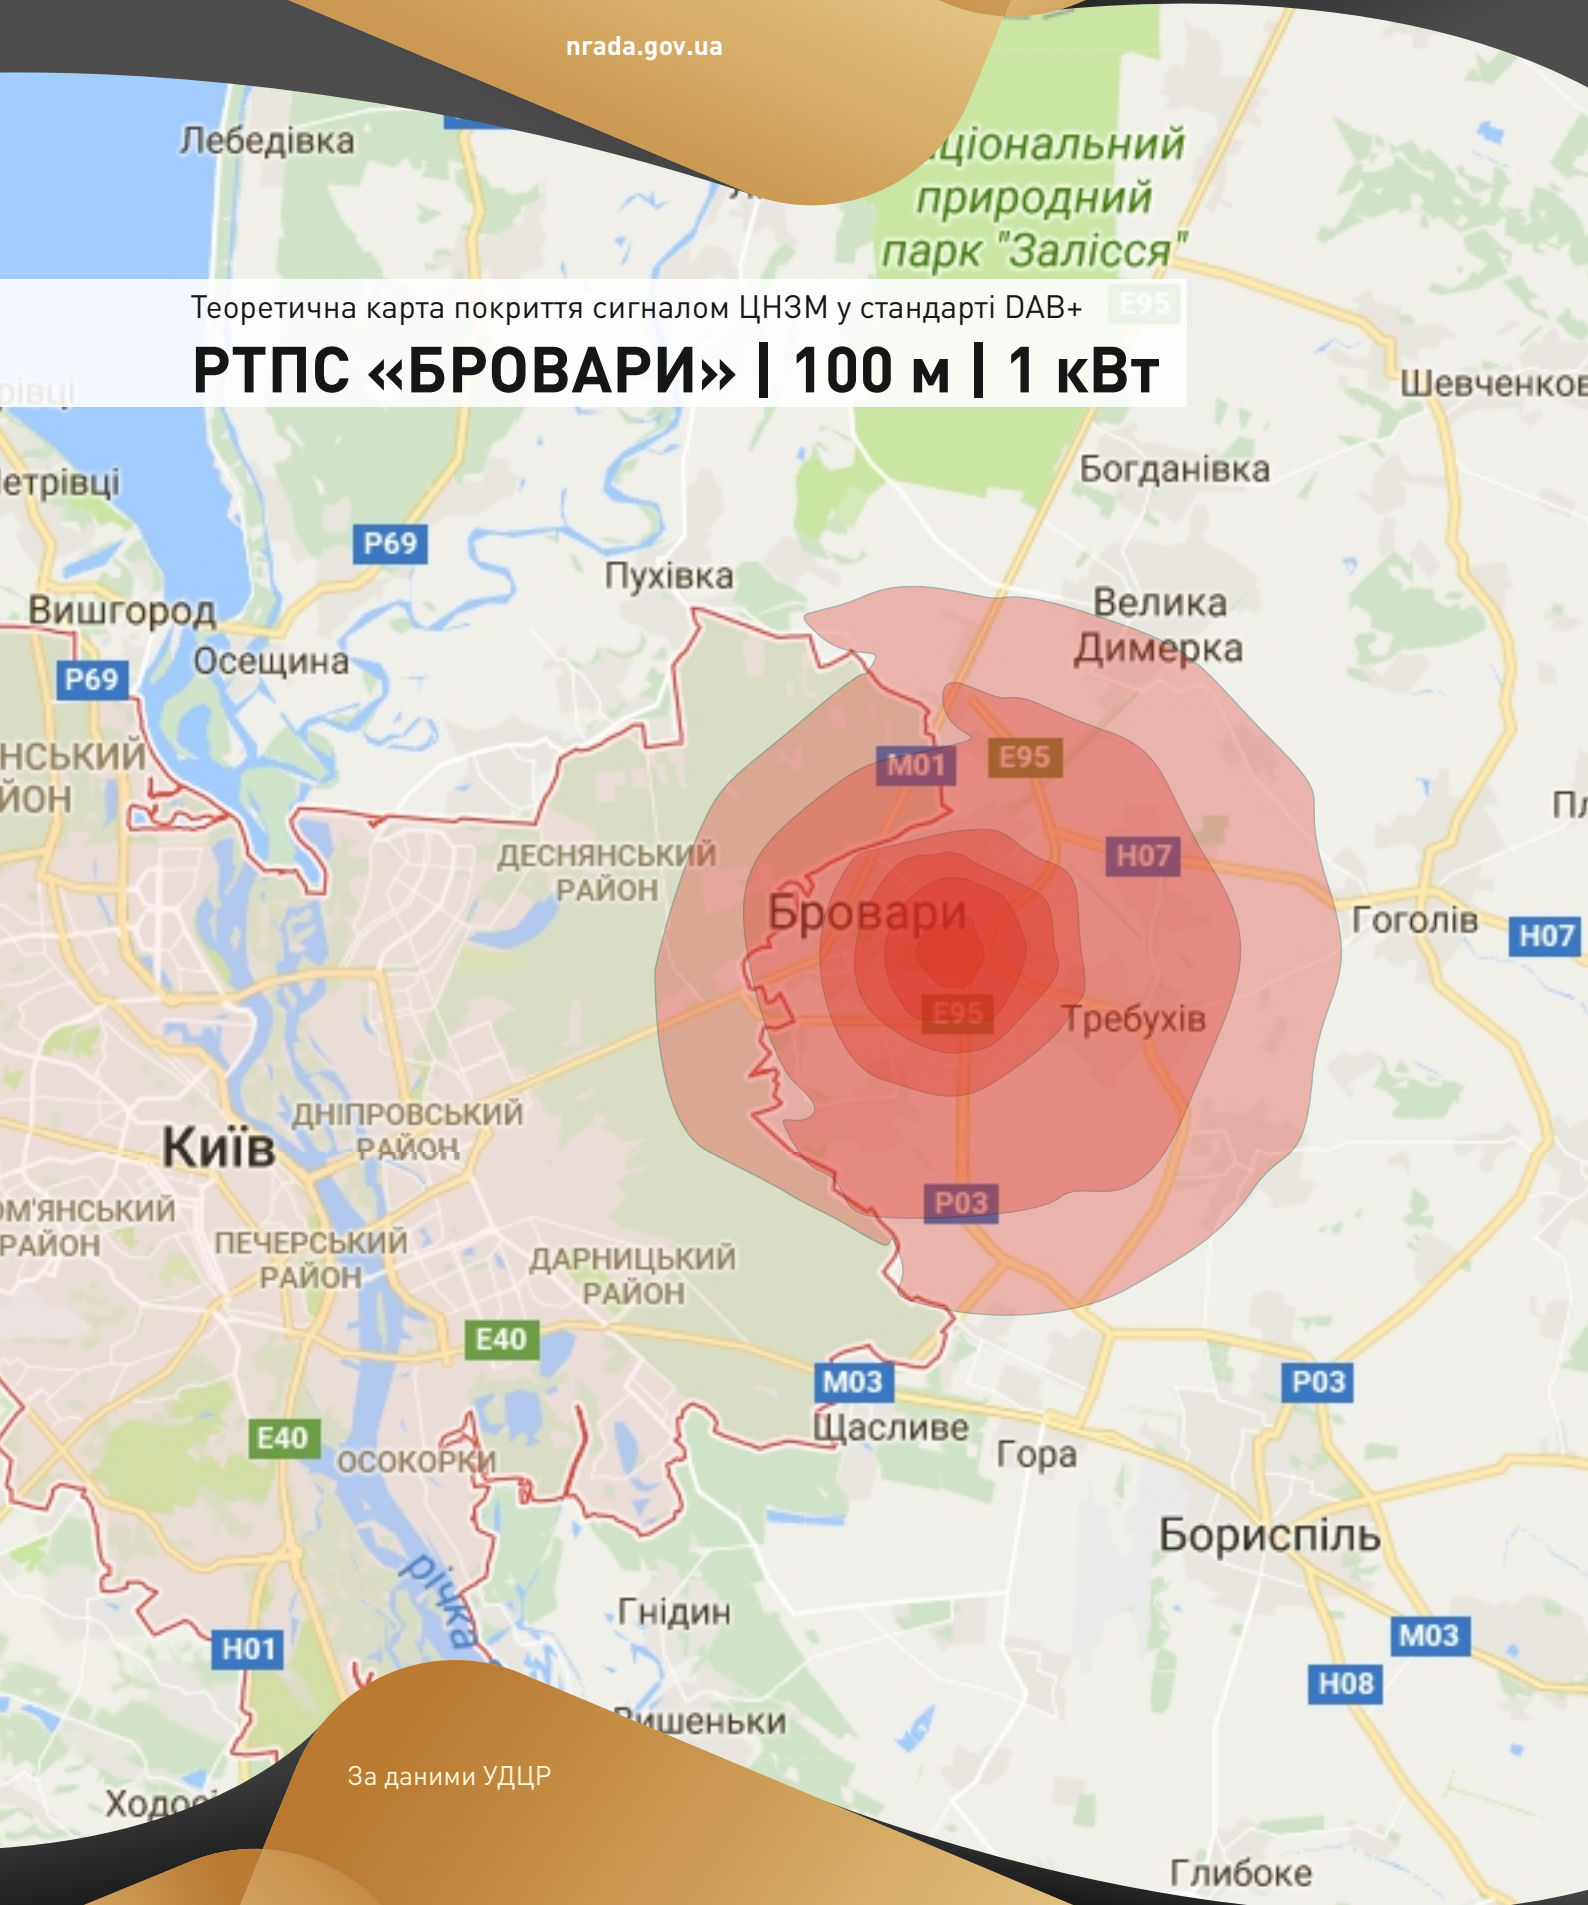 nrada.gov.ua
Лебедівка
природний
парк "Залісся"
E95
Теоретична карта покриття сигналом ЦНЗМ у стандарті DAB+
РТПС «БРОВАРИ» | 100 м | 1 кВт
Богданівка
P69
Пухівка
Вишгород
Велика
Димерка
Осещина
P69
M01
E95
H07
ДЕСНЯНСЬКИЙ
РАЙОН
Бровари
Гоголів
H07
E95
Требухів
ДНІПРОВСЬКИЙ
РАЙОН
Київ
P03
РАЙОН
ПЕЧЕРСЬКИЙ
РАЙОН
ДАРНИЦЬКИЙ
РАЙОН
E40
M03
P03
Щасливе
E40
ОСОКОРКИ
Гора
Бориспіль
річка
Гнідин
H01
M03
H08
Вишеньки
За даними УДЦР
Глибоке